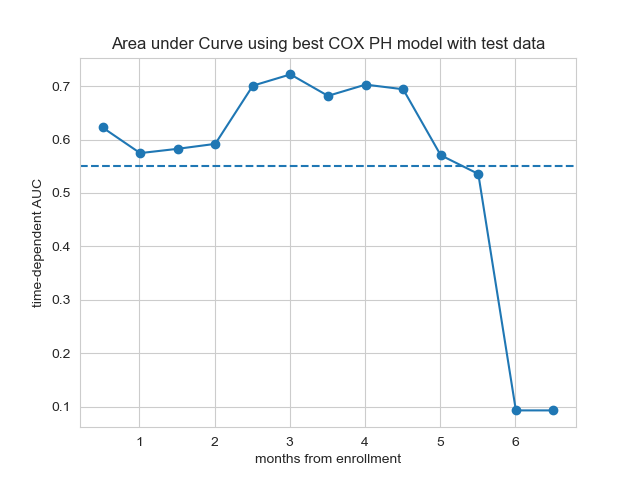 Area under Curve using best COX PH model with test data
time-dependent AUC
0.7
0.6
0.5
0.4
0.3
0.2
0.1
1 2 3 4 5 6
months from enrollment